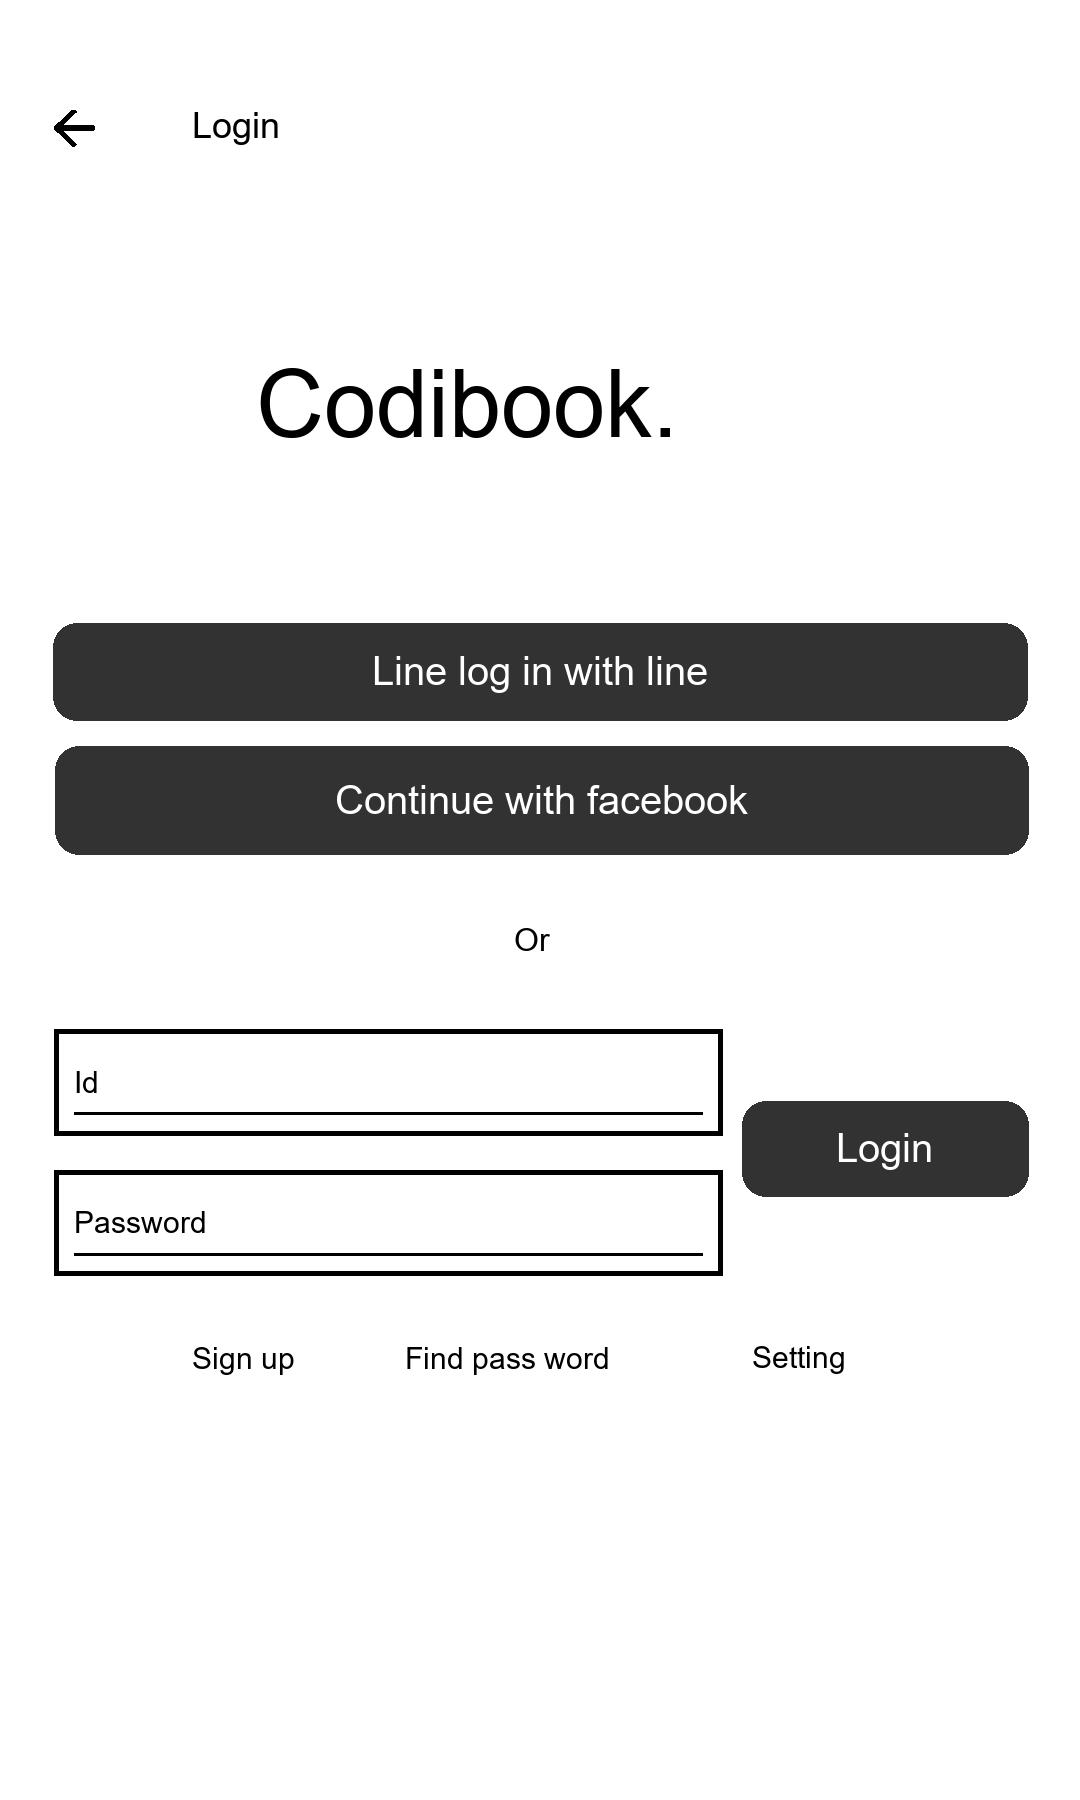 Login
Codibook.
Line log in with line
Continue with facebook
Or
Id
Login
Password
Sign up
Find pass word
Setting